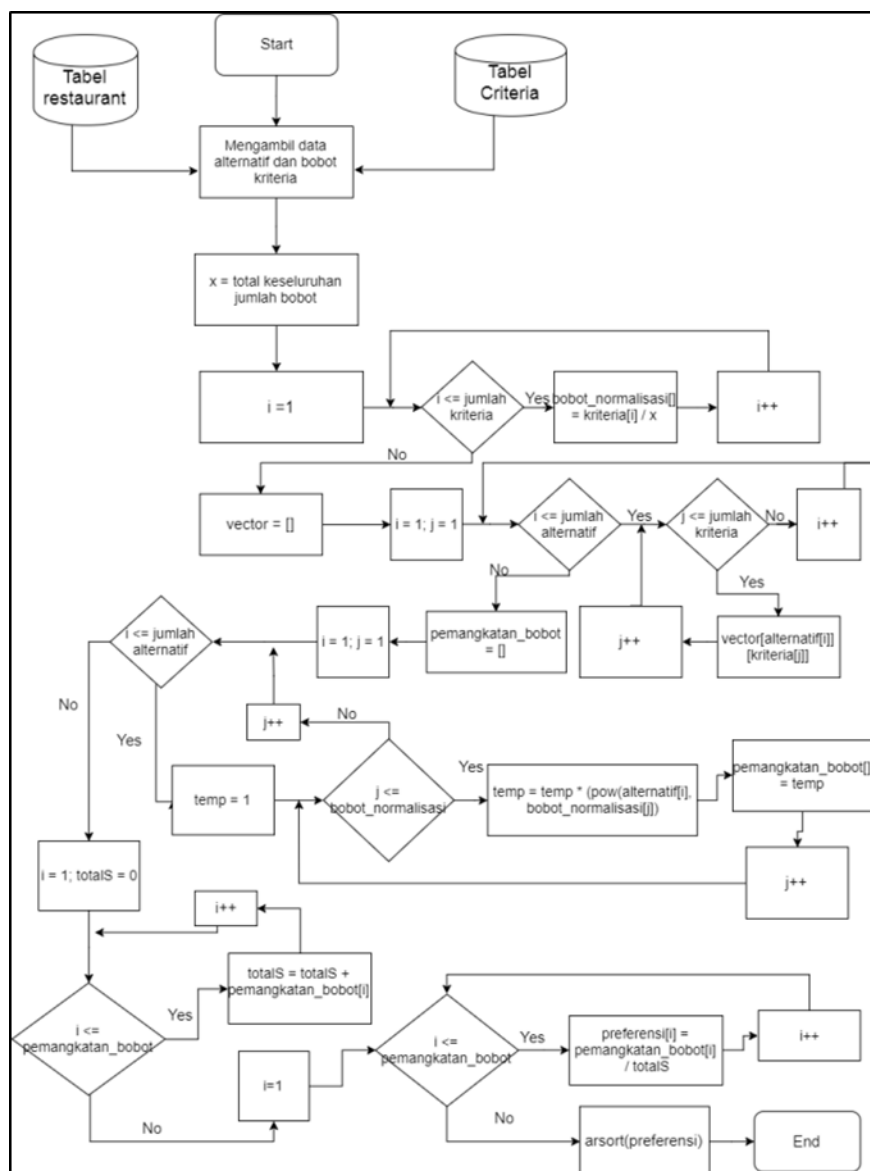 Start
Tabel
restaurant
Tabel
Criteria
Mengambil data
alternatif dan bobot
kriteria
x = total keseluruhan
jumlah bobot
i =1
i <= jumlah
kriteria
Yes
bobot_normalisasi[]
= kriteria[i] / x
i++
No
vector = []
i = 1; j = 1
i <= jumlah
alternatif
Yes
j <= jumlah
kriteria
No
i++
No
Yes
pemangkatan_bobot
= []
i = 1; j = 1
i <= jumlah
alternatif
j++
vector[alternatif[i]]
[kriteria[j]]
No
Yes
j++
No
temp = 1
j <=
bobot_normalisasi
Yes
temp = temp * (pow(alternatif[i],
bobot_normalisasi[j])
pemangkatan_bobot[]
= temp
j++
i = 1; totalS = 0
i++
totalS = totalS +
pemangkatan_bobot[i]
i <=
pemangkatan_bobot
Yes
No
i=1
i <=
pemangkatan_bobot
Yes
preferensi[i] =
pemangkatan_bobot[i]
/ totalS
i++
No
arsort(preferensi)
End